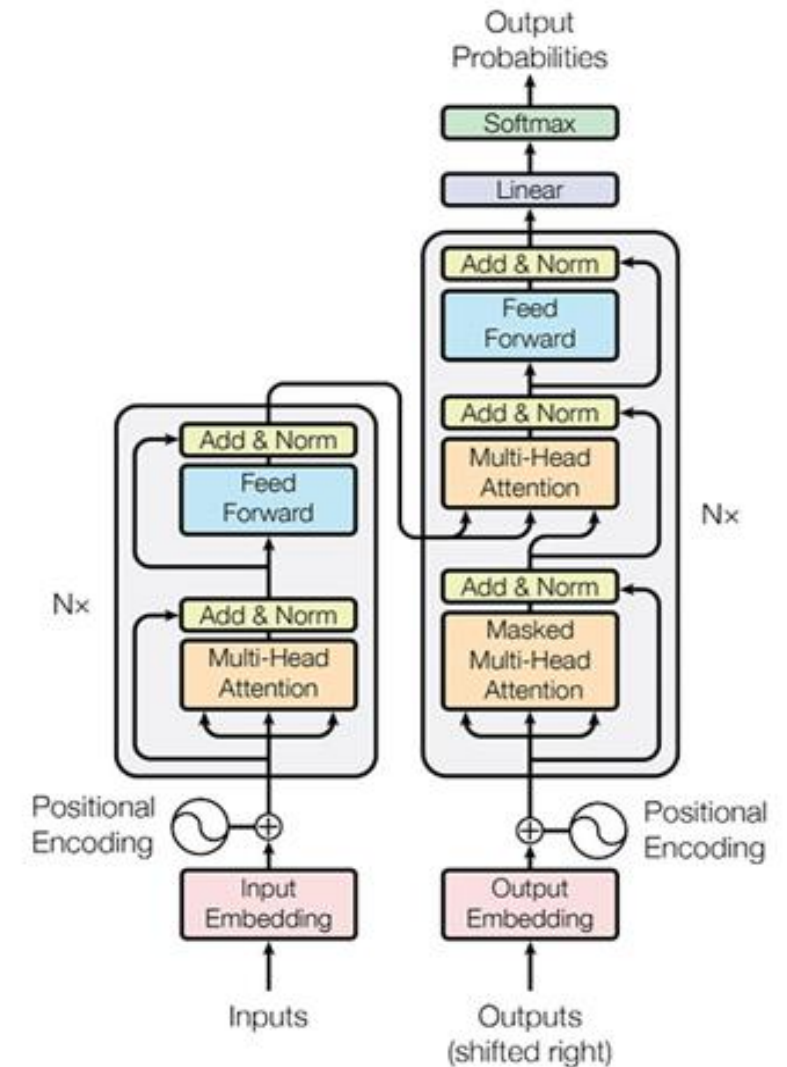 Output
Probabilities
Softmax
Linear
Add & Norm
Feed
Forward
Add & Norm
Multi-Head
Attention
Nx
Add & Norm
Masked
Multi-Head
Attention
Add & Norm
Feed
Forward
Nx
Add & Norm
Multi-Head
Attention
Positional
Encoding
Positional
Encoding
Input
Embedding
Output
Embedding
Inputs
Outputs
(shifted right)